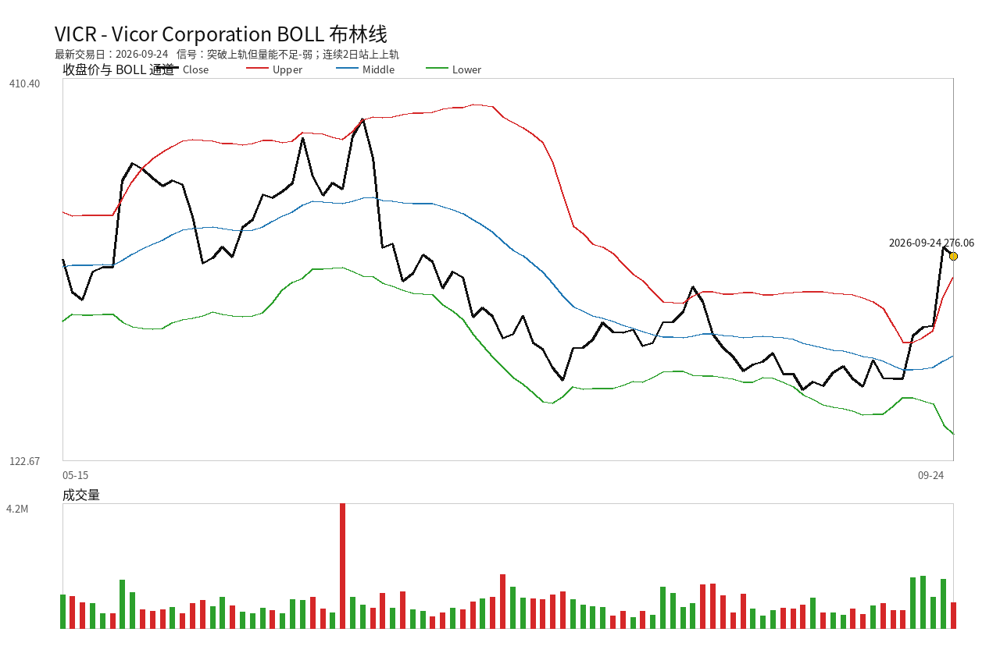 VICR - Vicor Corporation BOLL 布林线
最新交易日：2026-09-24 信号：突破上轨但量能不足-弱；连续2日站上上轨
收盘价与 BOLL 通道 Close Upper Middle Lower
410.40
2026-09-24 276.06
122.67
05-15 09-24
成交量
4.2M